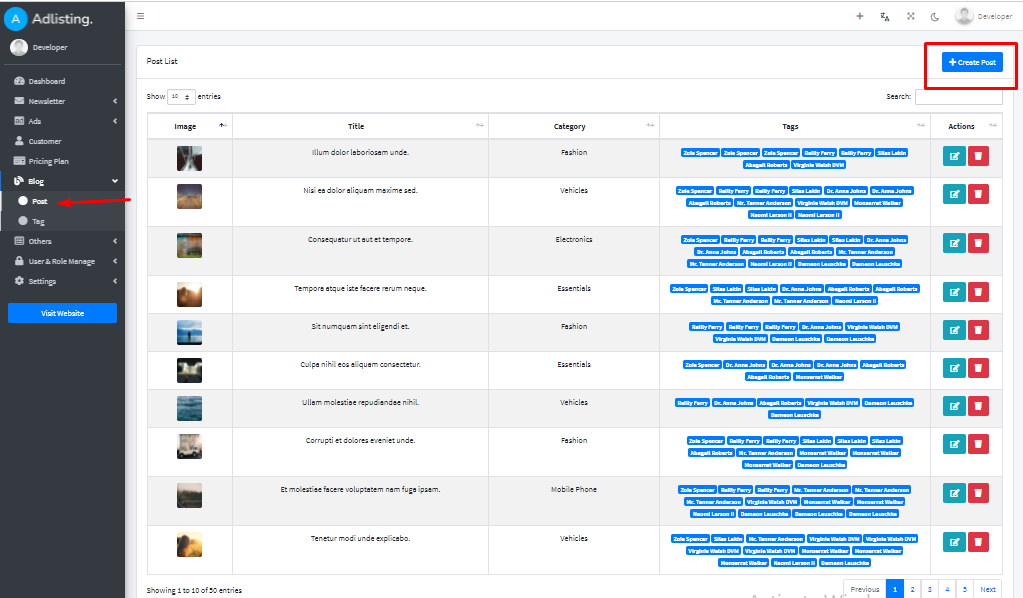 Adlisting.
Developer
Developer
Dashboard
Newsletter
Ads
Customer
Pricing Plan
Blog
Post
Tag
Others
User & Role Manage
Settings
Visit Website
Post List
Create Post
Show 10 entries
Search:
Image Title Category Tags Actions
Illum dolor laboriosam unde. Fashion
Zola Spencer Zola Spencer Zola Spencer Reilly Ferry Reilly Ferry Silas Lakin
Abagail Roberts Virginia Walsh DVM
Nisi ea dolor aliquam maxime sed. Vehicles
Zola Spencer Reilly Ferry Reilly Ferry Silas Lakin Dr. Anna Johns Dr. Anna Johns
Abagail Roberts Mr. Tanner Anderson Virginia Walsh DVM Monserrat Walker
Naomi Larson II Naomi Larson II
Consequatur ut aut et tempore. Electronics
Zola Spencer Reilly Ferry Reilly Ferry Silas Lakin Silas Lakin Dr. Anna Johns
Dr. Anna Johns Abagail Roberts Abagail Roberts Mr. Tanner Anderson
Mr. Tanner Anderson Naomi Larson II Dameon Leuschke Dameon Leuschke
Tempora atque iste facere rerum neque. Essentials
Zola Spencer Silas Lakin Silas Lakin Dr. Anna Johns Abagail Roberts Abagail Roberts
Mr. Tanner Anderson Mr. Tanner Anderson Naomi Larson II
Sit numquam sint eligendi et. Fashion
Reilly Ferry Reilly Ferry Reilly Ferry Dr. Anna Johns Virginia Walsh DVM
Virginia Walsh DVM Dameon Leuschke Dameon Leuschke
Culpa nihil eos aliquam consectetur. Essentials
Zola Spencer Dr. Anna Johns Dr. Anna Johns Dr. Anna Johns Abagail Roberts
Abagail Roberts Monserrat Walker
Ullam molestiae repudiandae nihil. Vehicles
Reilly Ferry Dr. Anna Johns Abagail Roberts Virginia Walsh DVM Dameon Leuschke
Dameon Leuschke
Corrupti et dolores eveniet unde. Fashion
Zola Spencer Reilly Ferry Reilly Ferry Silas Lakin Silas Lakin Silas Lakin
Abagail Roberts Mr. Tanner Anderson Monserrat Walker Monserrat Walker
Monserrat Walker Dameon Leuschke
Et molestiae facere voluptatem nam fuga ipsam. Mobile Phone
Zola Spencer Reilly Ferry Reilly Ferry Mr. Tanner Anderson Mr. Tanner Anderson
Mr. Tanner Anderson Virginia Walsh DVM Monserrat Walker Monserrat Walker
Naomi Larson II Dameon Leuschke Dameon Leuschke Dameon Leuschke
Tenetur modi unde explicabo. Vehicles
Zola Spencer Silas Lakin Mr. Tanner Anderson Virginia Walsh DVM Virginia Walsh DVM
Virginia Walsh DVM Virginia Walsh DVM Monserrat Walker Monserrat Walker
Monserrat Walker Naomi Larson II Dameon Leuschke
Showing 1 to 10 of 50 entries
Previous 1 2 3 4 5 Next